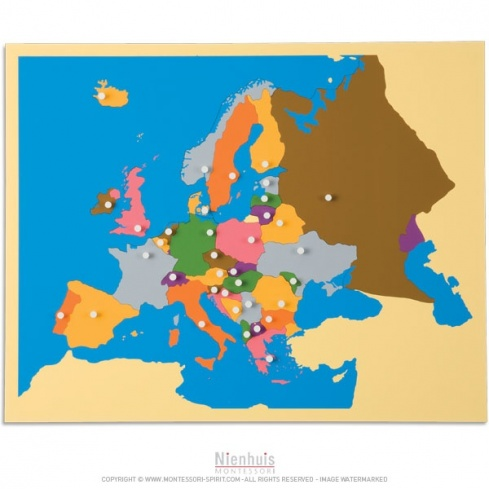 Nienhuis
MONTESSORI
COPYRIGHT © WWW.MONTESSORI-SPIRIT.COM - ALL RIGHTS RESERVED - IMAGE WATERMARKED